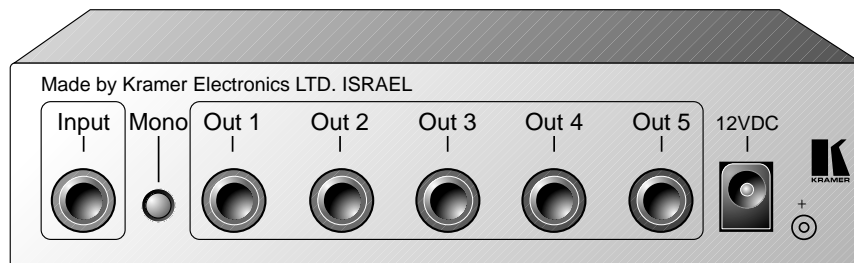 Made by Kramer Electronics LTD. ISRAEL
Input Mono Out 1 Out 2 Out 3 Out 4 Out 5 12VDC
KRAMER
+